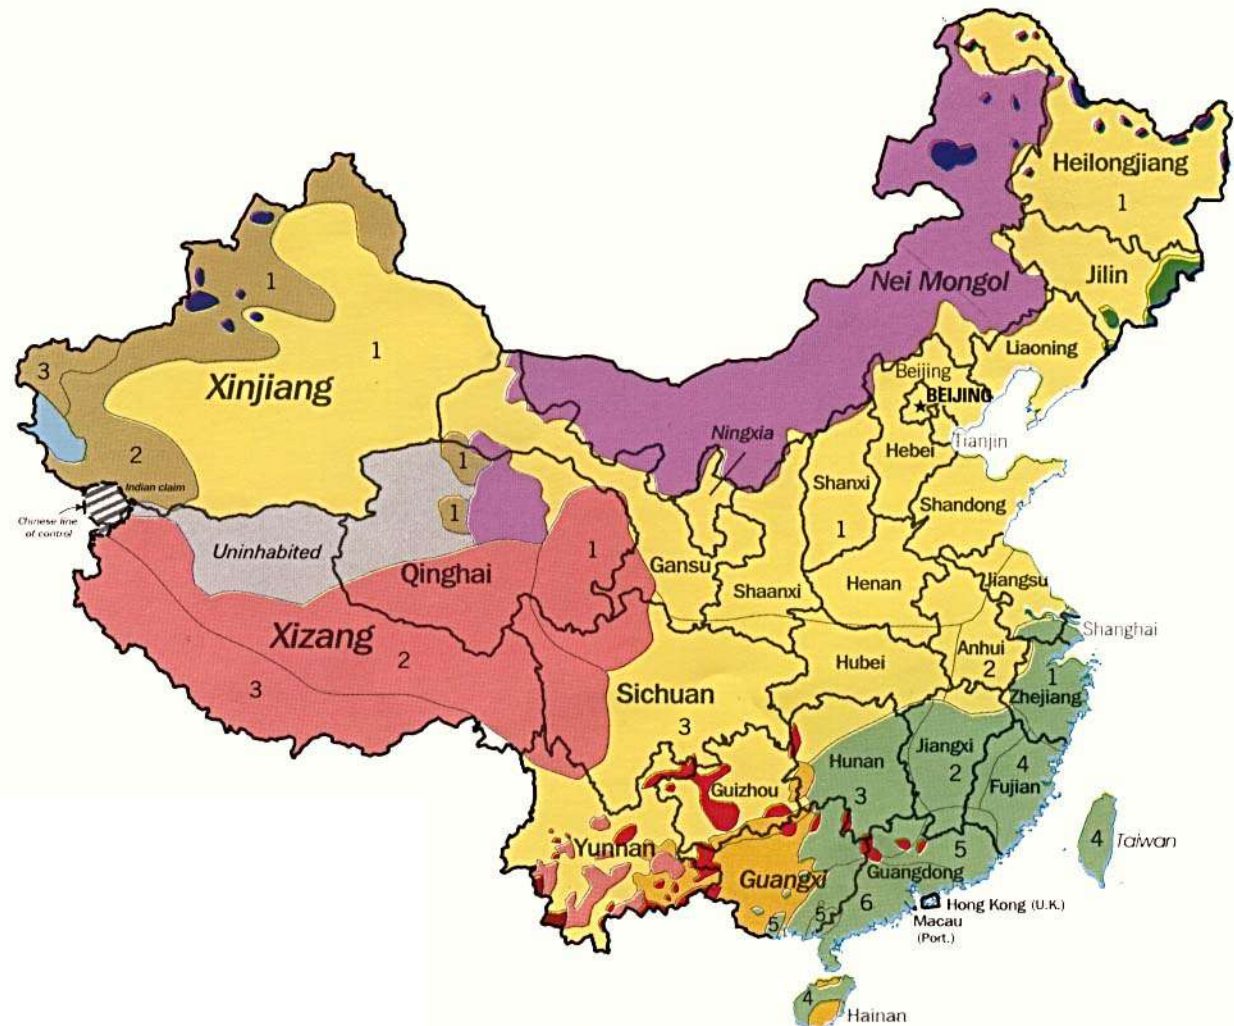 Heilongjiang
1
Jilin
Nei Mongol
Liaoning
Beijing
BEIJING
Tianjin
Hebei
Ningxia
Shanxi
1
Shandong
1
1
Xinjiang
3
2
Indian claim
Chinese line
of control
Uninhabited
1
1
Qinghai
1
Gansu
Shaanxi
Henan
Jiangsu
Shanghai
Anhui
2
Hubei
1
Zhejiang
Xizang
2
3
Sichuan
3
Hunan
3
Jiangxi
2
4
Fujian
Guizhou
Yunnan
Guangxi
5
Guangdong
6
5
5
4
Taiwan
Hong Kong (U.K.)
Macau
(Port.)
4
Hainan